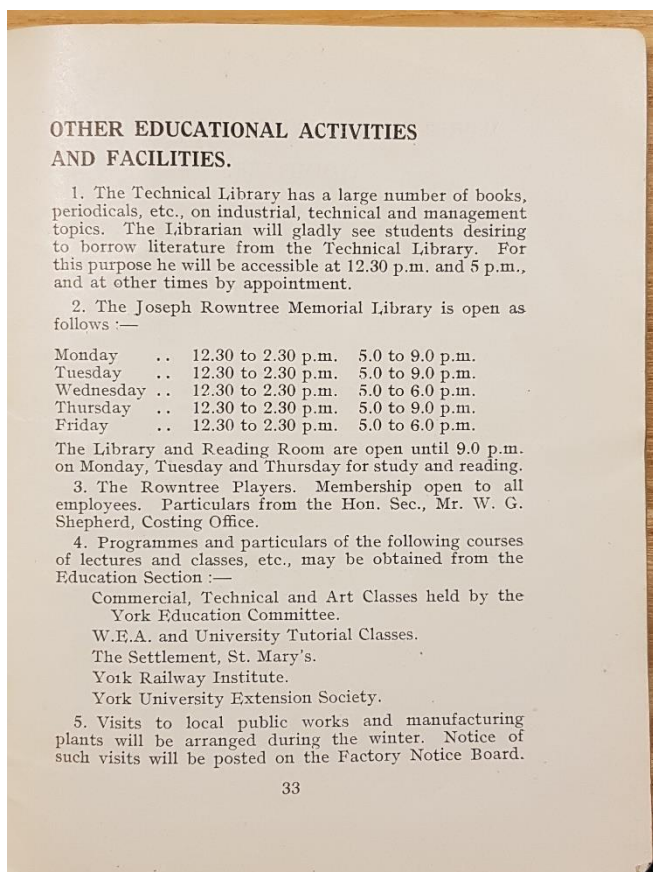 OTHER EDUCATIONAL ACTIVITIES
AND FACILITIES.
1. The Technical Library has a large number of books,
periodicals, etc., on industrial, technical and management
topics. The Librarian will gladly see students desiring
to borrow literature from the Technical Library. For
this purpose he will be accessible at 12.30 p.m. and 5 p.m.,
and at other times by appointment.
2. The Joseph Rowntree Memorial Library is open as
follows :—
Monday .. 12.30 to 2.30 p.m. 5.0 to 9.0 p.m.
Tuesday .. 12.30 to 2.30 p.m. 5.0 to 9.0 p.m.
Wednesday .. 12.30 to 2.30 p.m. 5.0 to 6.0 p.m.
Thursday .. 12.30 to 2.30 p.m. 5.0 to 9.0 p.m.
Friday .. 12.30 to 2.30 p.m. 5.0 to 6.0 p.m.
The Library and Reading Room are open until 9.0 p.m.
on Monday, Tuesday and Thursday for study and reading.
3. The Rowntree Players. Membership open to all
employees. Particulars from the Hon. Sec., Mr. W. G.
Shepherd, Costing Office.
4. Programmes and particulars of the following courses
of lectures and classes, etc., may be obtained from the
Education Section :—
Commercial, Technical and Art Classes held by the
York Education Committee.
W.E.A. and University Tutorial Classes.
The Settlement, St. Mary's.
York Railway Institute.
York University Extension Society.
5. Visits to local public works and manufacturing
plants will be arranged during the winter. Notice of
such visits will be posted on the Factory Notice Board.
33